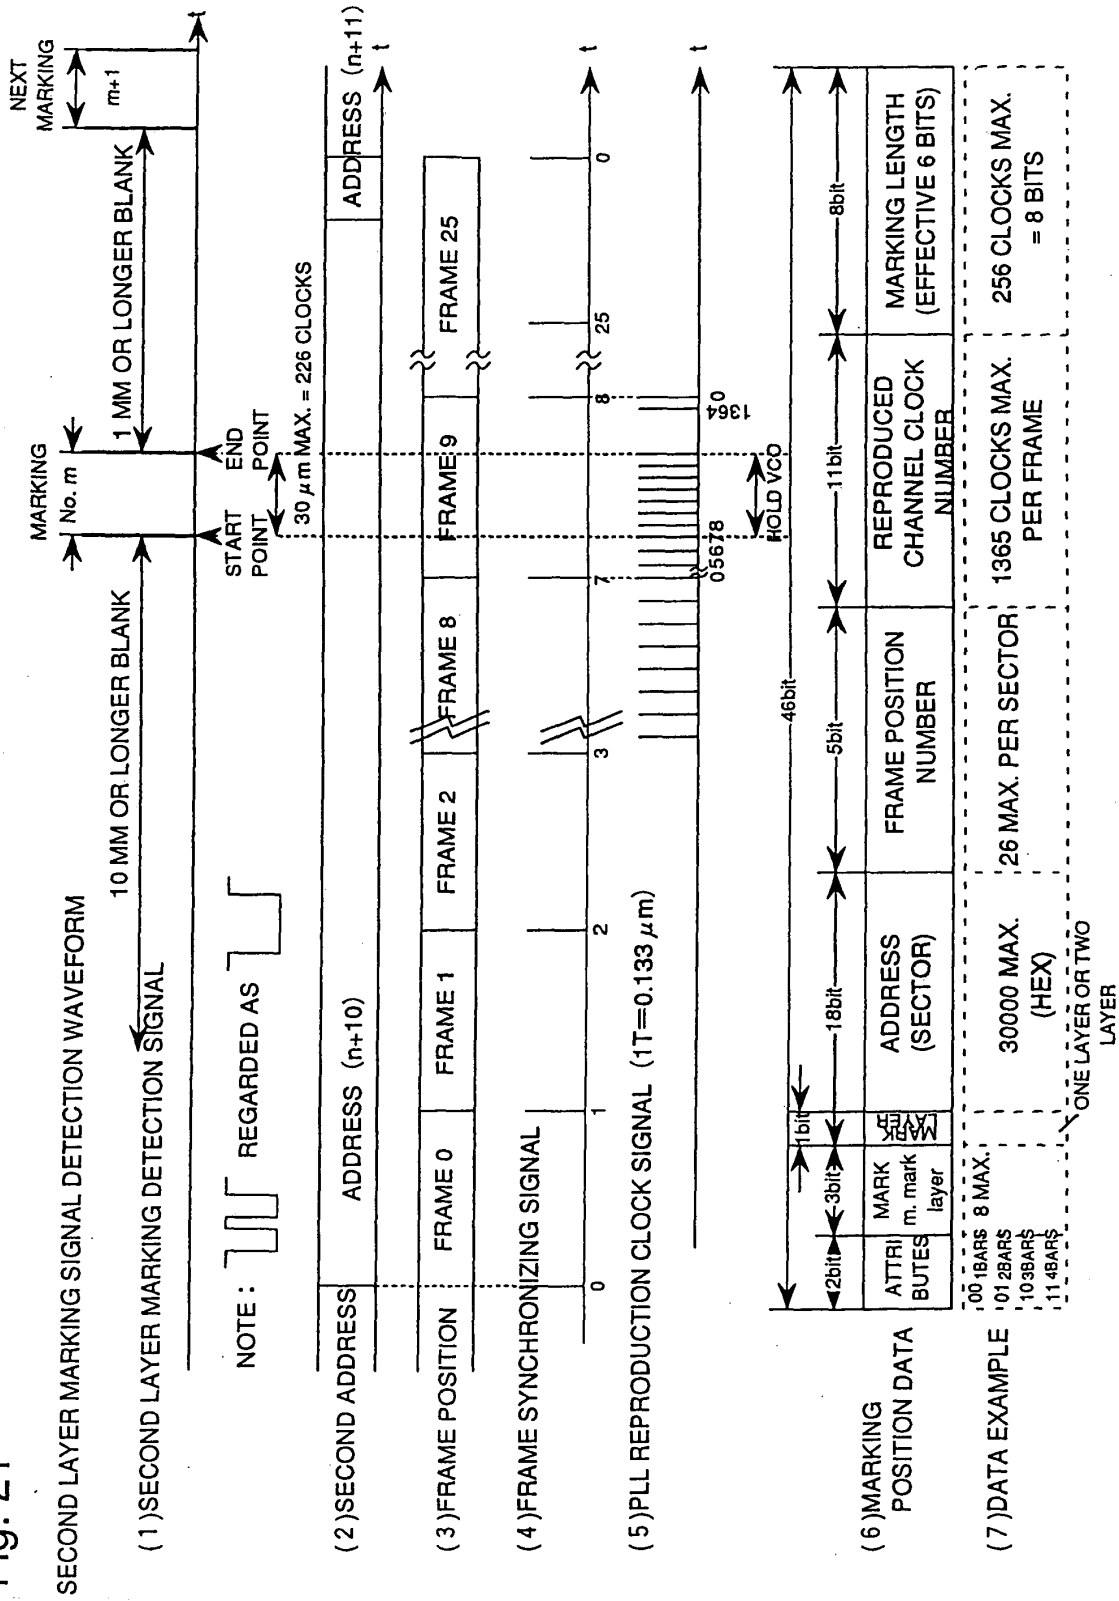 Fig. 21
SECOND LAYER MARKING SIGNAL DETECTION WAVEFORM
NEXT
MARKING
MARKING
No. m
m+1
10 MM OR LONGER BLANK
1 MM OR LONGER BLANK
(1)SECOND LAYER MARKING DETECTION SIGNAL
t
START
POINT
END
POINT
NOTE :
REGARDED AS
30 μm MAX. = 226 CLOCKS
(2)SECOND ADDRESS
ADDRESS (n+10)
ADDRESS (n+11)
t
(3)FRAME POSITION
FRAME 0
FRAME 1
FRAME 2
FRAME 8
FRAME 9
FRAME 25
(4)FRAME SYNCHRONIZING SIGNAL
0
1
2
3
7
8
25
0
t
(5)PLL REPRODUCTION CLOCK SIGNAL (1T=0.133 μm)
t
0 5 6 7 8
1364
0
HOLD VCO
46bit
2bit
3bit
1bit
18bit
5bit
11bit
8bit
(6)MARKING
POSITION DATA
ATTRI
BUTES
MARK
m. mark
layer
MARK
LAYER
ADDRESS
(SECTOR)
FRAME POSITION
NUMBER
REPRODUCED
CHANNEL CLOCK
NUMBER
MARKING LENGTH
(EFFECTIVE 6 BITS)
(7)DATA EXAMPLE
00 1BARS
01 2BARS
10 3BARS
11 4BARS
8 MAX.
30000 MAX.
(HEX)
26 MAX. PER SECTOR
1365 CLOCKS MAX.
PER FRAME
256 CLOCKS MAX.
= 8 BITS
ONE LAYER OR TWO
LAYER